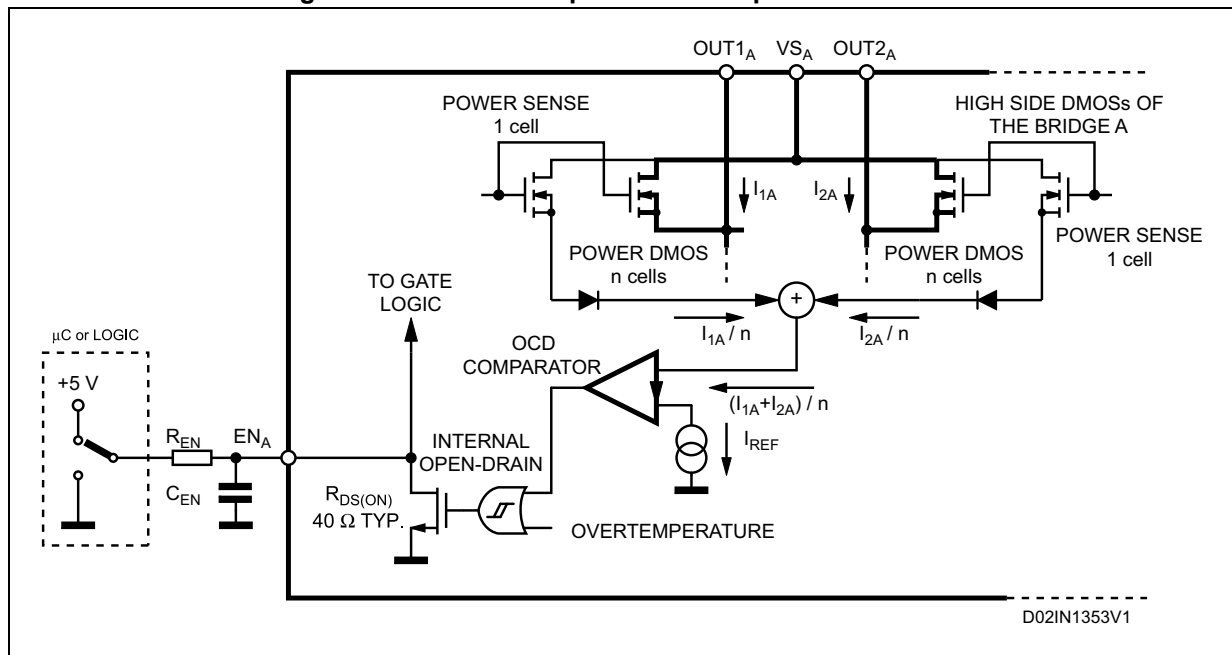 OUT1A VSA OUT2A
POWER SENSE
1 cell
HIGH SIDE DMOSs OF
THE BRIDGE A
I1A I2A
POWER DMOS
n cells
POWER DMOS
n cells
POWER SENSE
1 cell
TO GATE
LOGIC
+
I1A / n I2A / n
μC or LOGIC
+5 V
OCD
COMPARATOR
(I1A+I2A) / n
IREF
REN ENA
INTERNAL
OPEN-DRAIN
CEN
RDS(ON)
40 Ω TYP.
OVERTEMPERATURE
D02IN1353V1